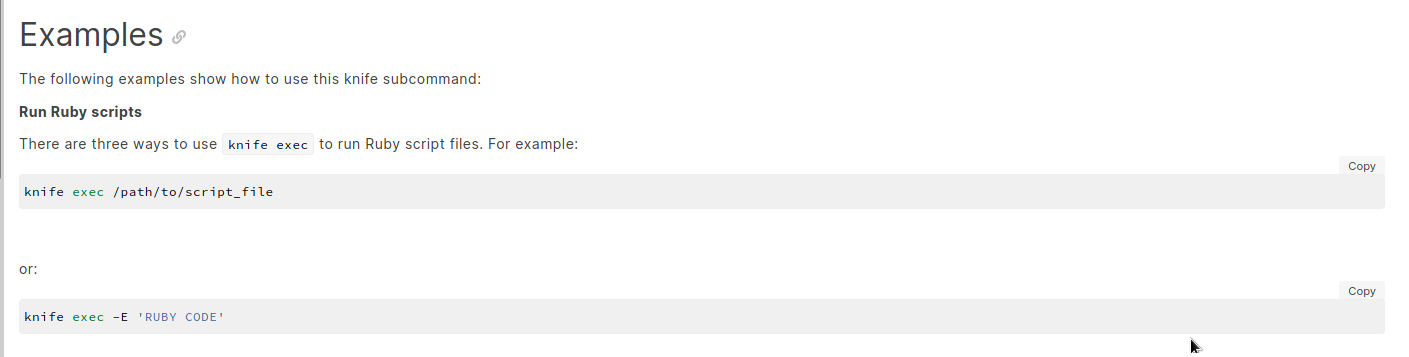 Examples
The following examples show how to use this knife subcommand:
Run Ruby scripts
There are three ways to use knife exec to run Ruby script files. For example:
Copy
knife exec /path/to/script_file
or:
Copy
knife exec -E 'RUBY CODE'